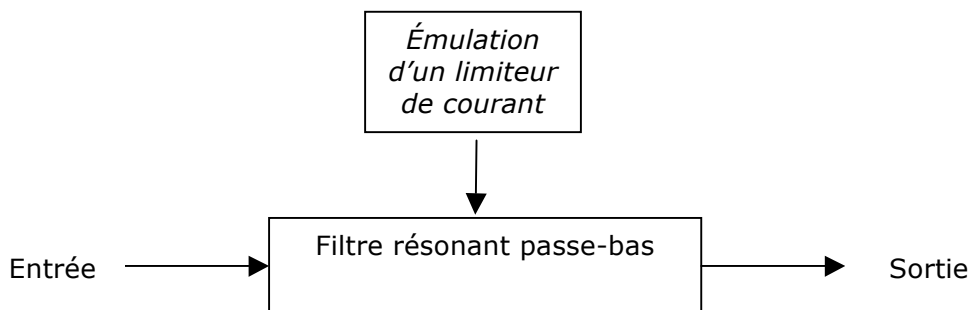 Émulation
d'un limiteur
de courant
Filtre résonant passe-bas
Entrée
Sortie